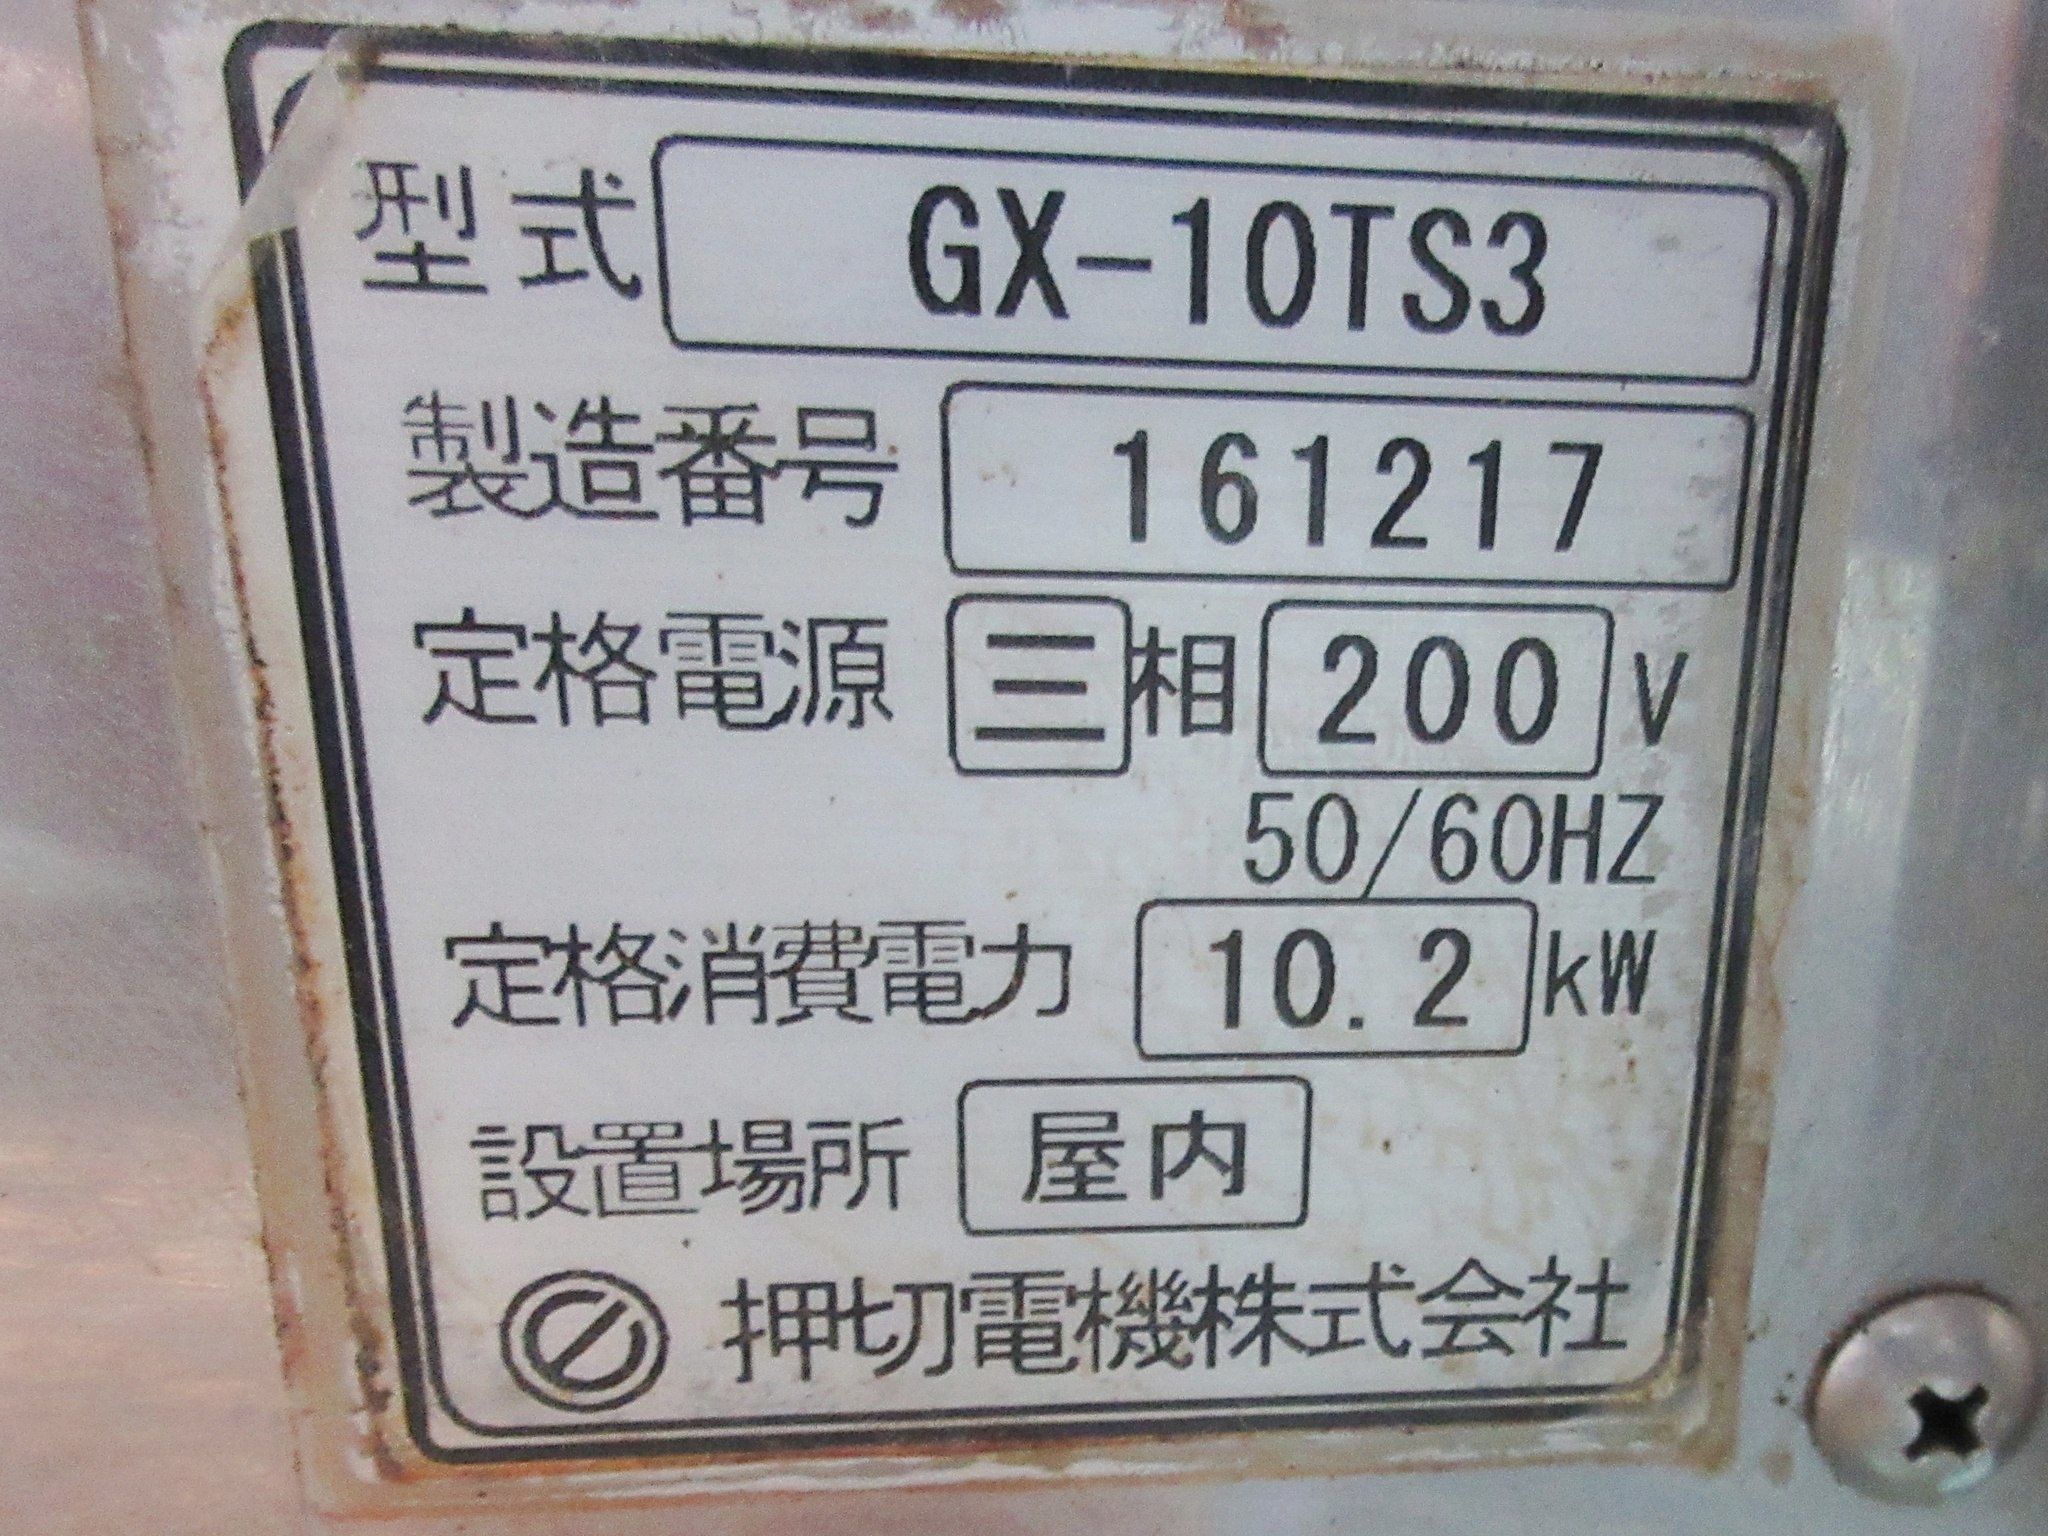 型式 GX-10TS3
製造番号 161217
定格電源 三相 200 V
50/60HZ
定格消費電力 10.2 kW
設置場所 屋内
押切電機株式会社